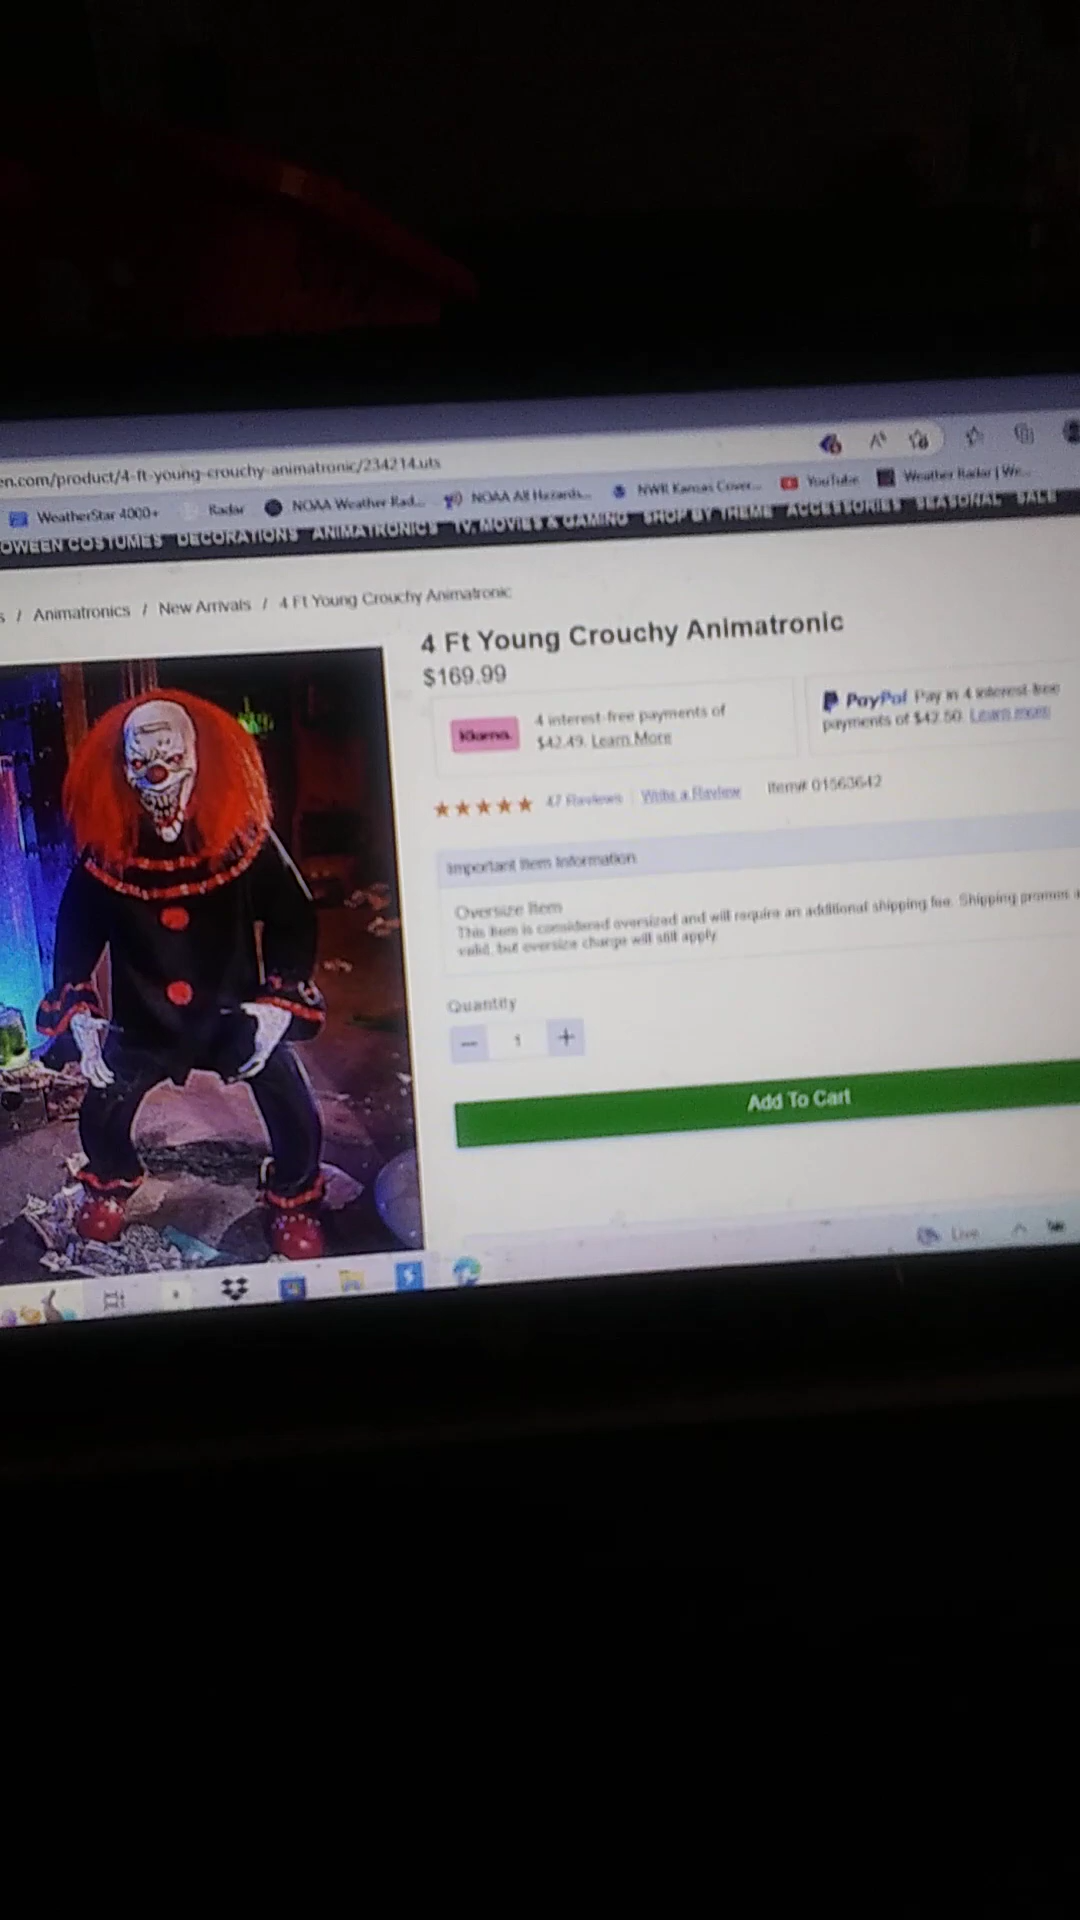 en.com/product/4-ft-young-crouchy-animatronic/234214.uts
WeatherStar 4000+ Radar NOAA Weather Rad... NOAA All Hazards... NWR Kansas Cover... YouTube Weather Radar | We...
OWEEN COSTUMES DECORATIONS ANIMATRONICS TV, MOVIES & GAMING SHOP BY THEME ACCESSORIES SEASONAL SALE
s / Animatronics / New Arrivals / 4 Ft Young Crouchy Animatronic
4 Ft Young Crouchy Animatronic
$169.99
Klarna. 4 interest-free payments of
$42.49. Learn More
PayPal Pay in 4 interest-free
payments of $42.50. Learn more
47 Reviews Write a Review Item# 01563642
Important Item Information
Oversize Item
This item is considered oversized and will require an additional shipping fee. Shipping promos a
valid, but oversize charge will still apply.
Quantity
– 1 +
Add To Cart
Live